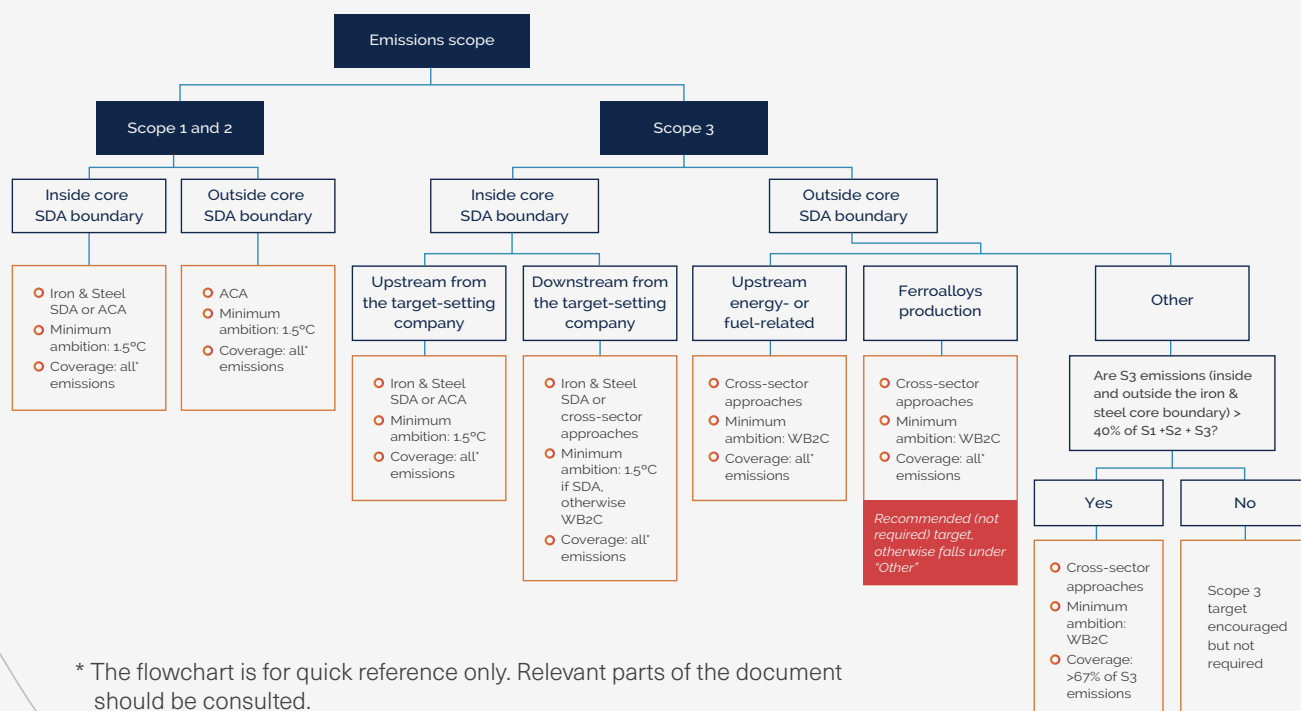 Emissions scope
Scope 1 and 2
Scope 3
Inside core
SDA boundary
Outside core
SDA boundary
Inside core
SDA boundary
Outside core
SDA boundary
Iron & Steel
SDA or ACA
Minimum
ambition: 1.5ºC
Coverage: all*
emissions
ACA
Minimum
ambition: 1.5ºC
Coverage: all*
emissions
Upstream from
the target-setting
company
Downstream from
the target-setting
company
Upstream
energy- or
fuel-related
Ferroalloys
production
Other
Iron & Steel
SDA or ACA
Minimum
ambition: 1.5ºC
Coverage: all*
emissions
Iron & Steel
SDA or
cross-sector
approaches
Minimum
ambition: 1.5ºC
if SDA,
otherwise
WB2C
Coverage: all*
emissions
Cross-sector
approaches
Minimum
ambition: WB2C
Coverage: all*
emissions
Cross-sector
approaches
Minimum
ambition: WB2C
Coverage: all*
emissions
Recommended (not
required) target,
otherwise falls under
"Other"
Are S3 emissions (inside
and outside the iron &
steel core boundary) >
40% of S1 +S2 + S3?
Yes
No
Cross-sector
approaches
Minimum
ambition:
WB2C
Coverage:
>67% of S3
emissions
Scope 3
target
encouraged
but not
required
* The flowchart is for quick reference only. Relevant parts of the document
should be consulted.